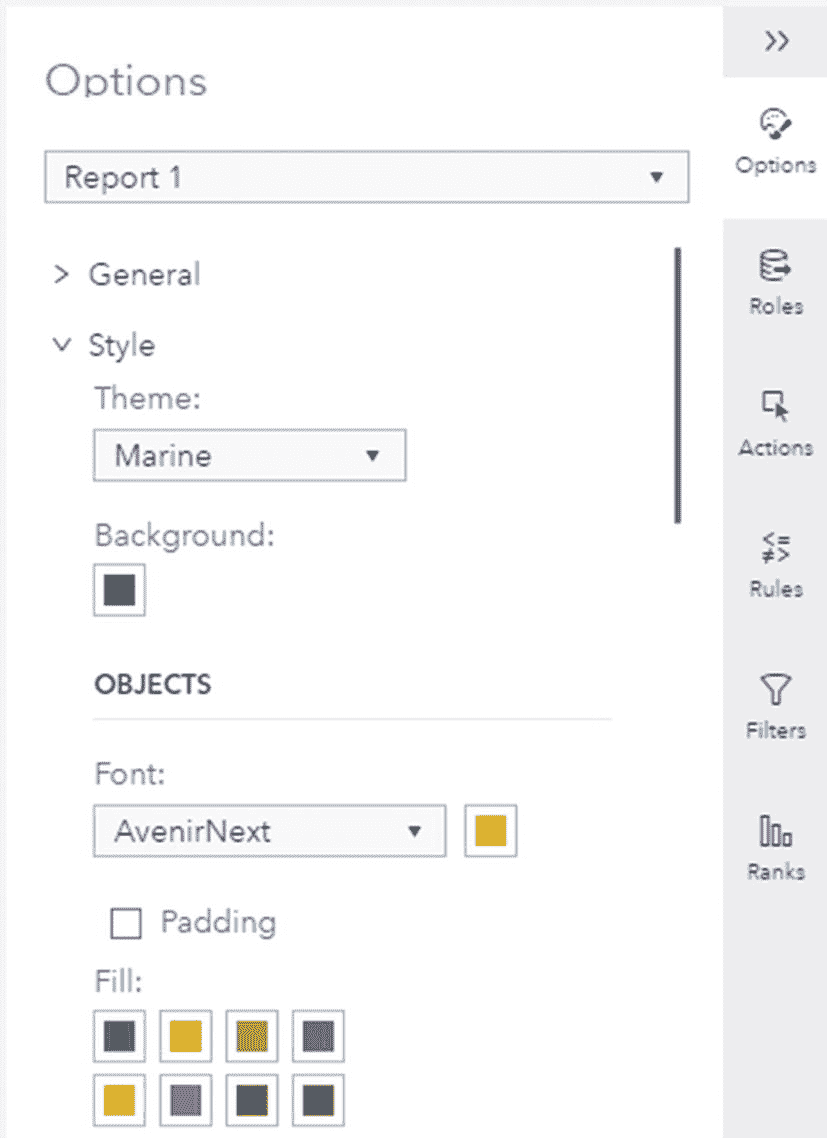 Options
Report 1
General
Style
Theme:
Marine
Background:
OBJECTS
Font:
AvenirNext
Padding
Fill:
Options
Roles
Actions
Rules
Filters
Ranks